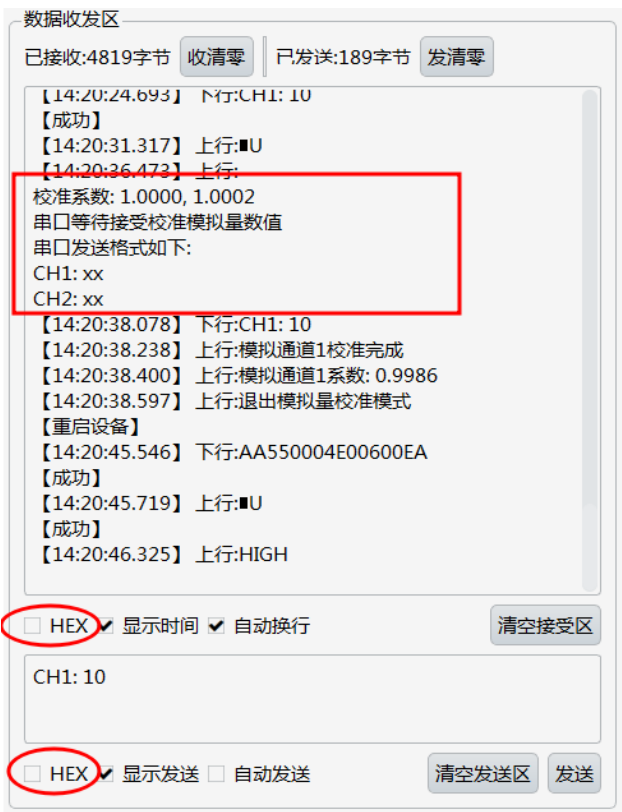 数据收发区
已接收:4819字节 收清零 已发送:189字节 发清零
【14:20:24.693】 下行:CH1: 10
【成功】
【14:20:31.317】 上行:■U
【14:20:36.473】 上行:
校准系数: 1.0000, 1.0002
串口等待接受校准模拟量数值
串口发送格式如下:
CH1: xx
CH2: xx
【14:20:38.078】 下行:CH1: 10
【14:20:38.238】 上行:模拟通道1校准完成
【14:20:38.400】 上行:模拟通道1系数: 0.9986
【14:20:38.597】 上行:退出模拟量校准模式
【重启设备】
【14:20:45.546】 下行:AA550004E00600EA
【成功】
【14:20:45.719】 上行:■U
【成功】
【14:20:46.325】 上行:HIGH
HEX 显示时间 自动换行 清空接受区
CH1: 10
HEX 显示发送 自动发送 清空发送区 发送